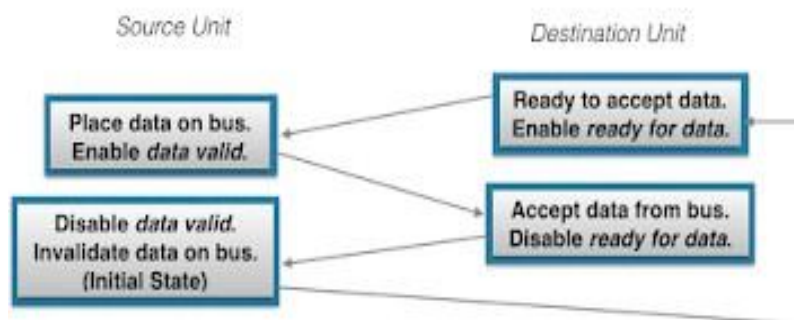 Source Unit
Destination Unit
Ready to accept data.
Enable ready for data.
Place data on bus.
Enable data valid.
Accept data from bus.
Disable ready for data.
Disable data valid.
Invalidate data on bus.
(Initial State)